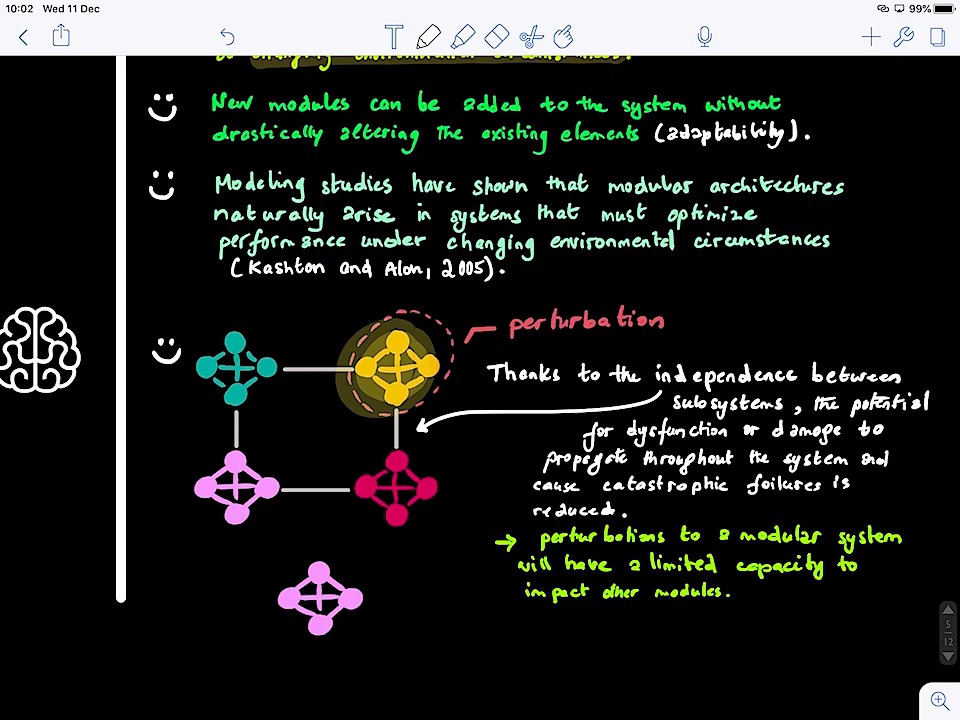 10:02 Wed 11 Dec
99%
to changing environmental circumstances.
New modules can be added to the system without
drastically altering the existing elements (adaptability).
Modeling studies have shown that modular architectures
naturally arise in systems that must optimize
performance under changing environmental circumstances
(Kashton and Alon, 2005).
perturbation
Thanks to the independence between
subsystems, the potential
for dysfunction or damage to
propagate throughout the system and
cause catastrophic failures is
reduced.
→ perturbations to a modular system
will have a limited capacity to
impact other modules.
5
12